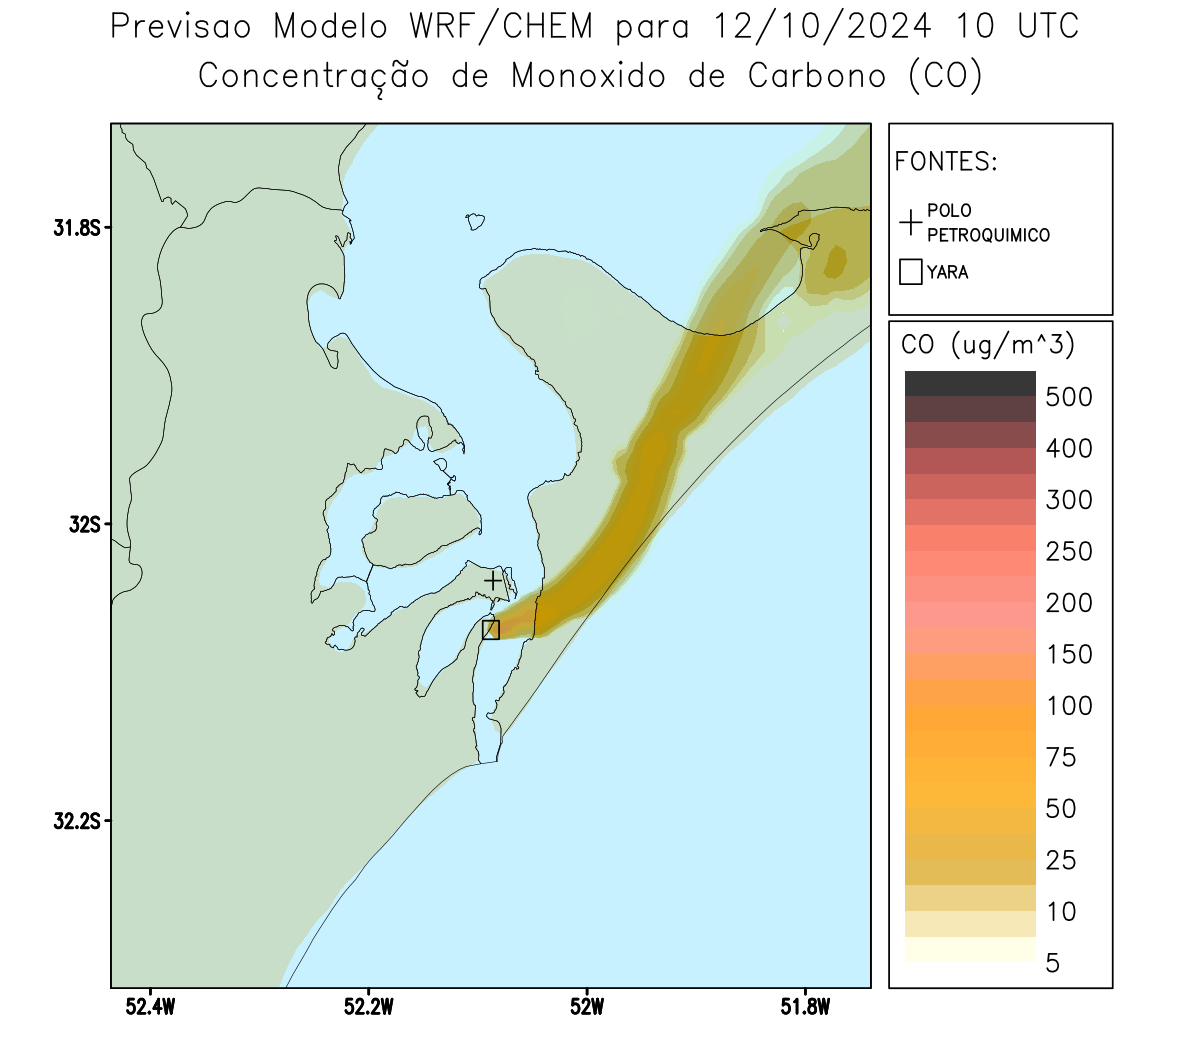 Previsao Modelo WRF/CHEM para 12/10/2024 10 UTC
Concentração de Monoxido de Carbono (CO)
FONTES:
POLO
PETROQUIMICO
YARA
CO (ug/m^3)
500
400
300
250
200
150
100
75
50
25
10
5
31.8S
32S
32.2S
52.4W
52.2W
52W
51.8W